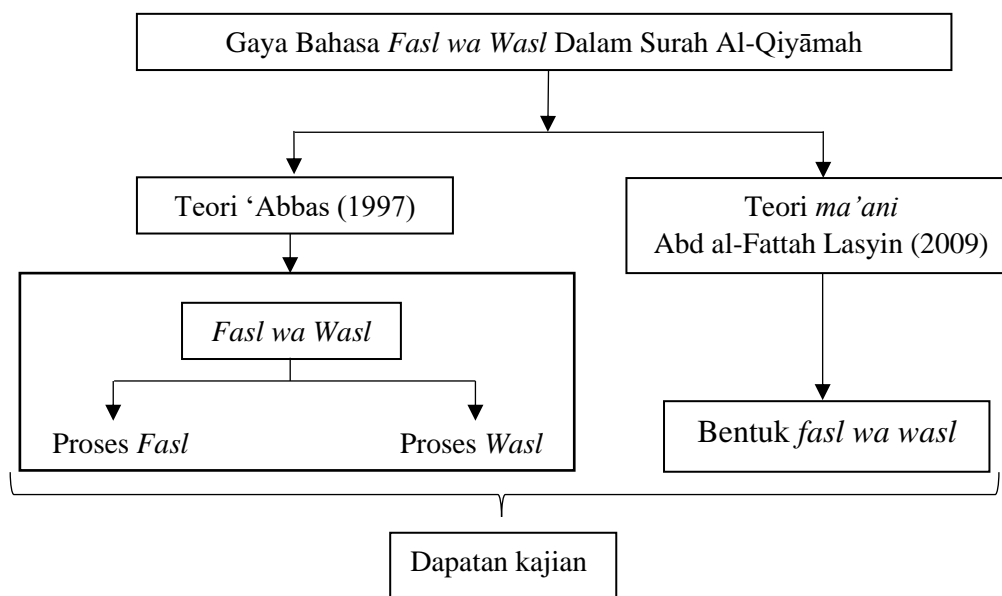 Gaya Bahasa Fasl wa Wasl Dalam Surah Al-Qiyāmah
Teori ‘Abbas (1997)
Teori ma’ani
Abd al-Fattah Lasyin (2009)
Fasl wa Wasl
Proses Fasl
Proses Wasl
Bentuk fasl wa wasl
Dapatan kajian